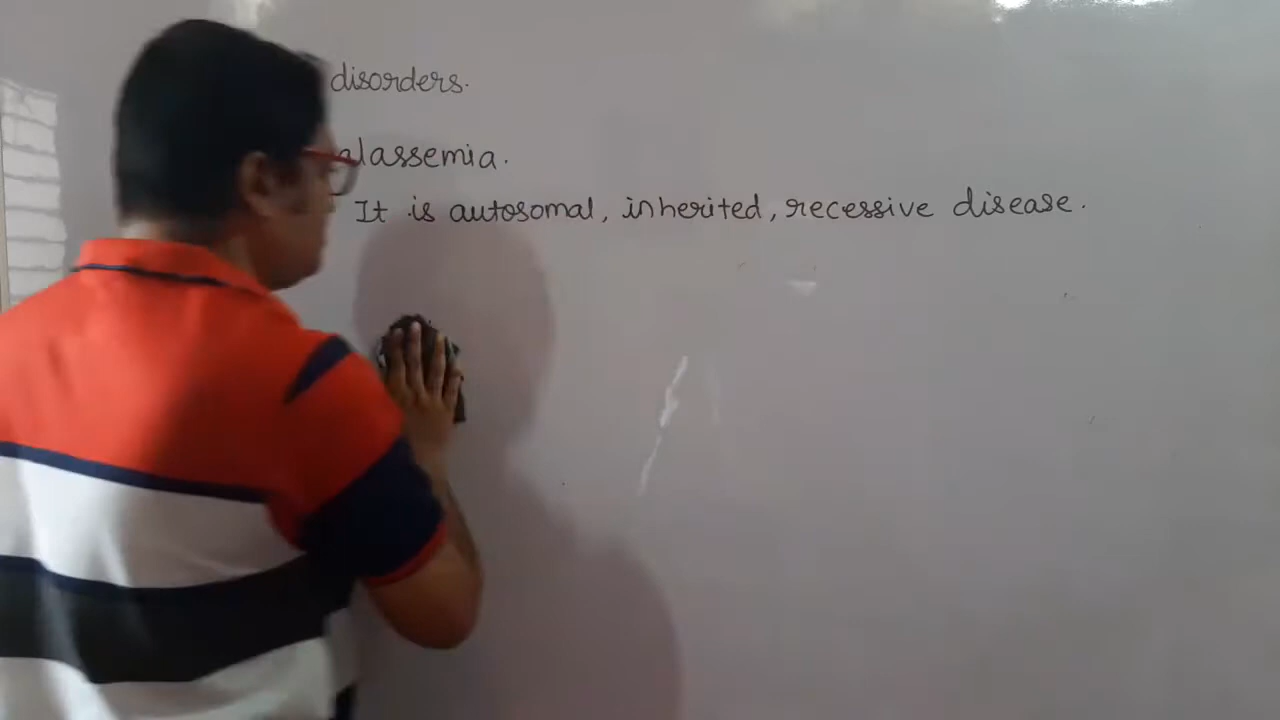 disorders.
alassemia.
It is autosomal, inherited, recessive disease.